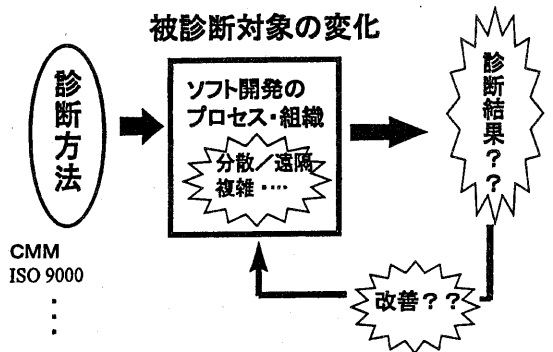 被診断対象の変化
診断方法
ソフト開発の
プロセス・組織
分散／遠隔
複雑・・・・
診断結果？？
改善？？
CMM
ISO 9000
・
・
・